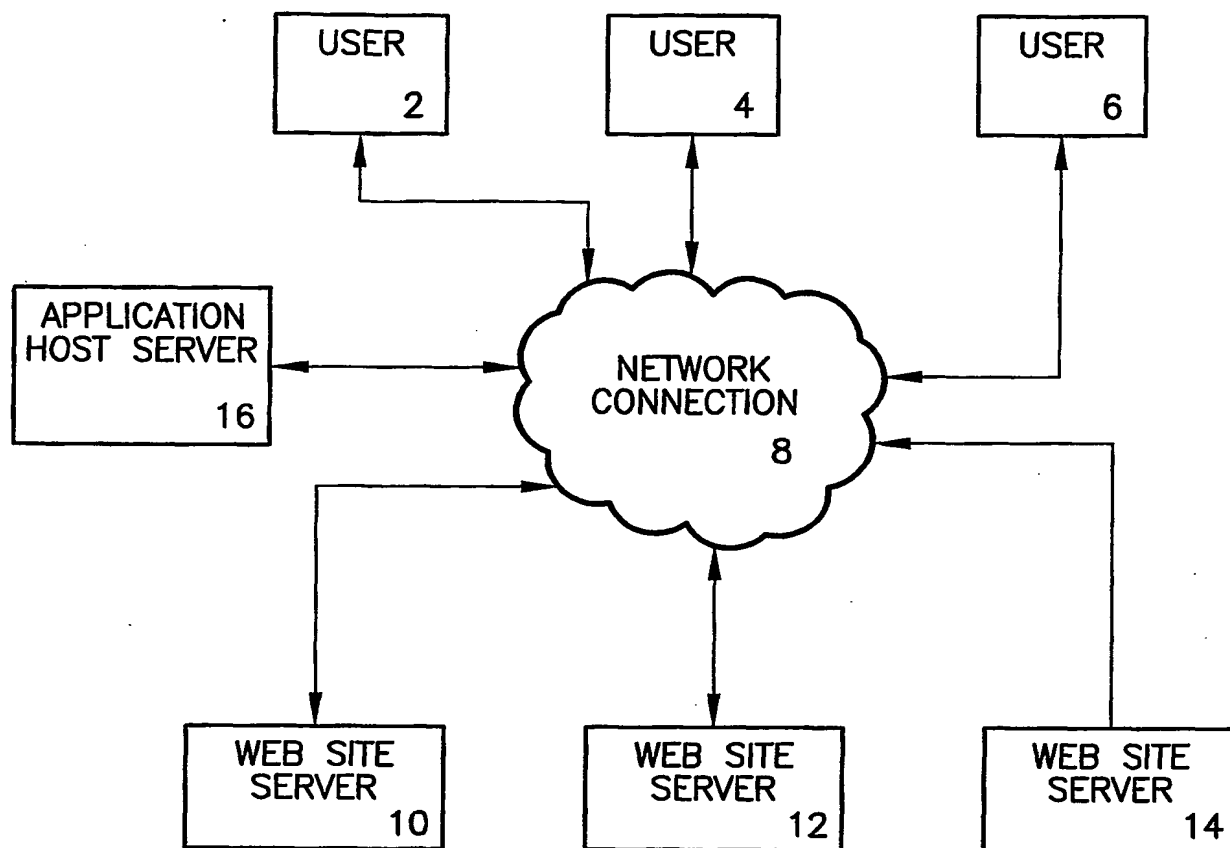 USER
2
USER
4
USER
6
APPLICATION
HOST SERVER
16
NETWORK
CONNECTION
8
WEB SITE
SERVER
10
WEB SITE
SERVER
12
WEB SITE
SERVER
14